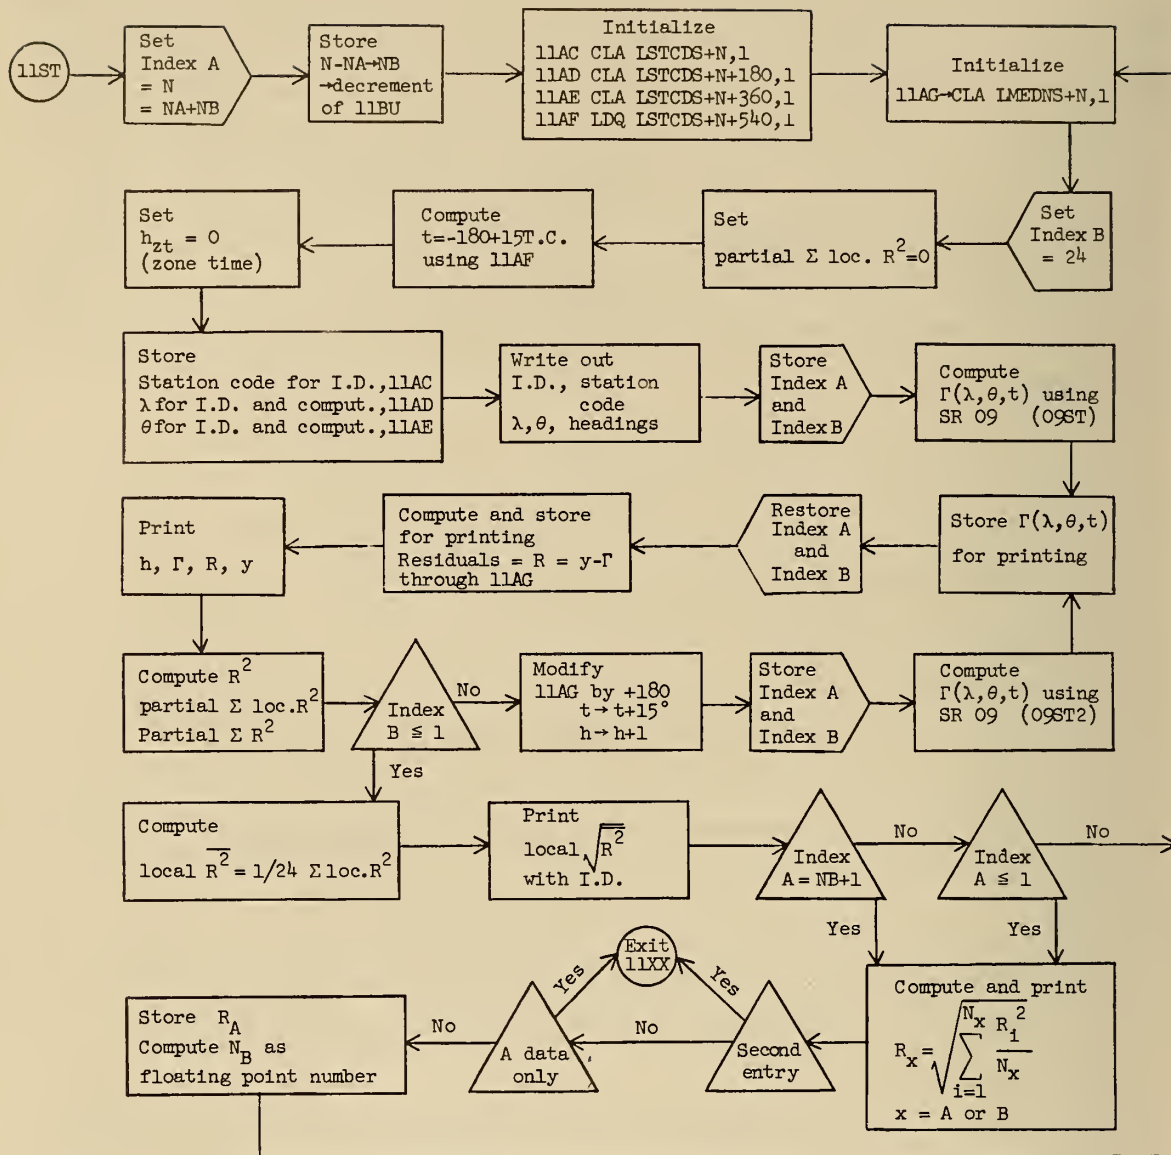 11ST
Set
Index A
= N
= NA+NB
Store
N-NA→NB
→decrement
of 11BU
Initialize
11AC CLA LSTCDS+N,1
11AD CLA LSTCDS+N+180,1
11AE CLA LSTCDS+N+360,1
11AF LDQ LSTCDS+N+540,1
Initialize
11AG→CLA LMEDNS+N,1
Set
h_zt = 0
(zone time)
Compute
t=-180+15T.C.
using 11AF
Set
partial Σ loc. R²=0
Set
Index B
= 24
Store
Station code for I.D.,11AC
λ for I.D. and comput.,11AD
θ for I.D. and comput.,11AE
Write out
I.D., station
code
λ,θ, headings
Store
Index A
and
Index B
Compute
Γ(λ,θ,t) using
SR 09 (09ST)
Print
h, Γ, R, y
Compute and store
for printing
Residuals = R = y-Γ
through 11AG
Restore
Index A
and
Index B
Store Γ(λ,θ,t)
for printing
Compute R²
partial Σ loc.R²
Partial Σ R²
Index
B ≦ 1
No
Yes
Modify
11AG by +180
t→t+15°
h→h+1
Store
Index A
and
Index B
Compute
Γ(λ,θ,t) using
SR 09 (09ST2)
Compute
local R̅²̅ = 1/24 Σ loc.R²
Print
local √R̅²̅
with I.D.
Index
A = NB+1
No
Yes
Index
A ≦ 1
No
Yes
Store R_A
Compute N_B as
floating point number
No
A data
only
Yes
Exit
11XX
Yes
No
Second
entry
Compute and print
R_x = √∑_{i=1}^{N_x} R_i²/N_x
x = A or B